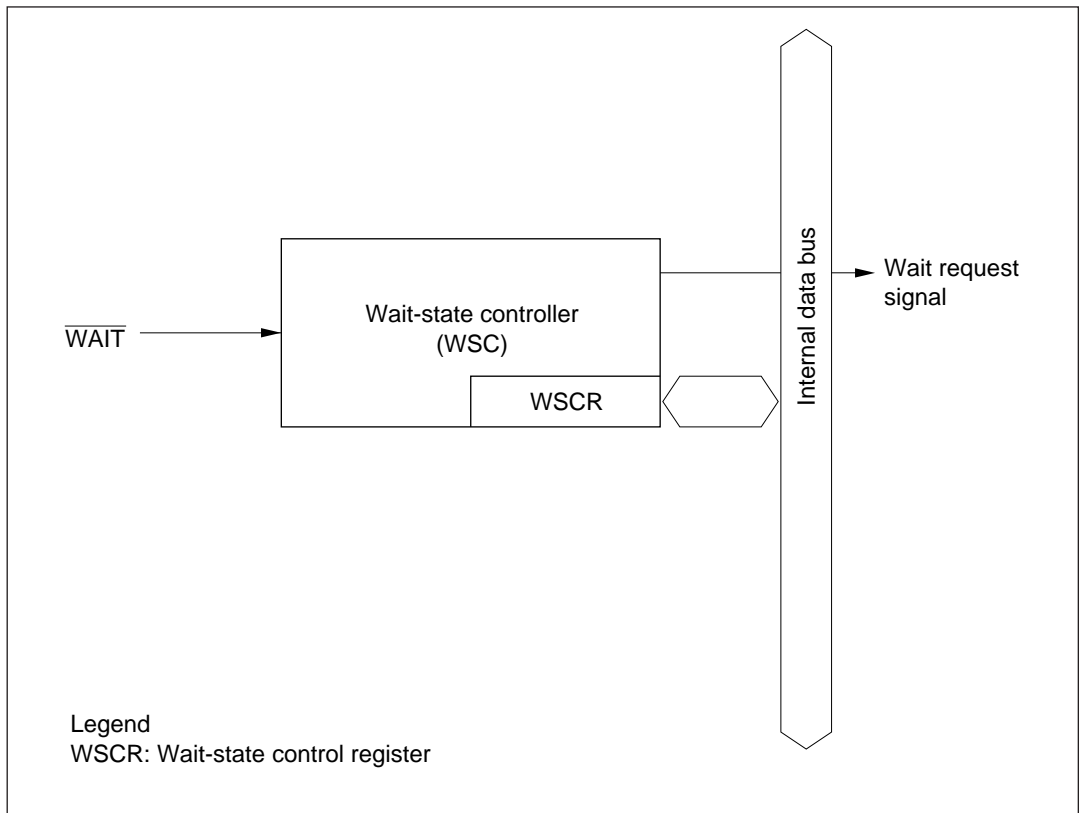 WAIT
Wait-state controller
(WSC)
WSCR
Internal data bus
Wait request
signal
Legend
WSCR: Wait-state control register